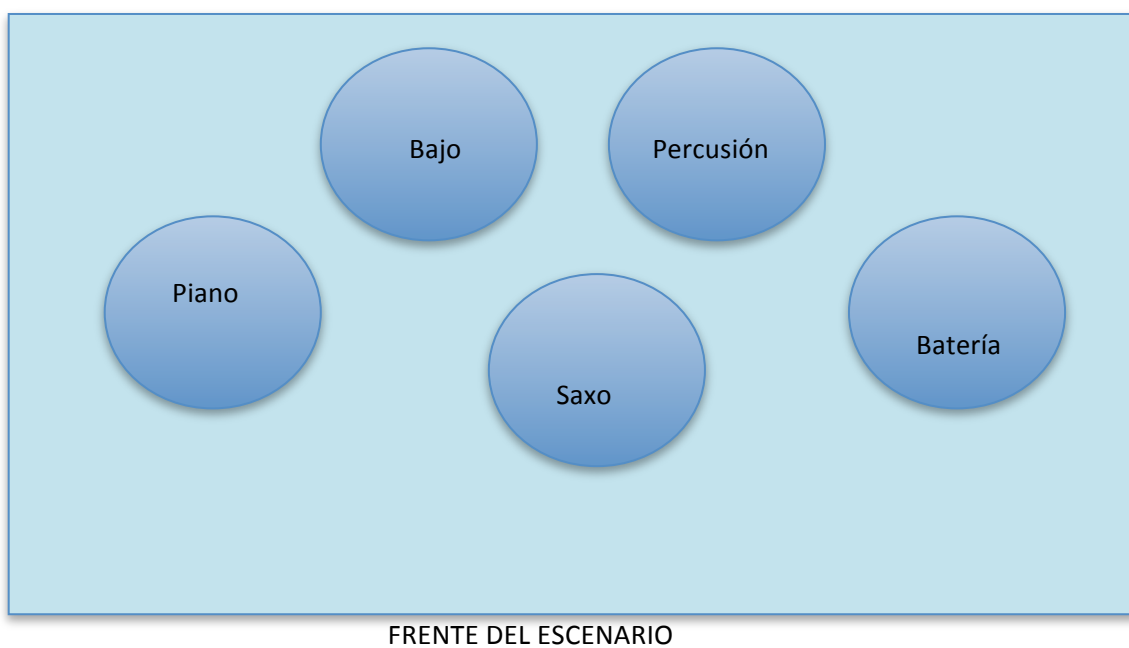 Bajo
Percusión
Piano
Batería
Saxo
FRENTE DEL ESCENARIO